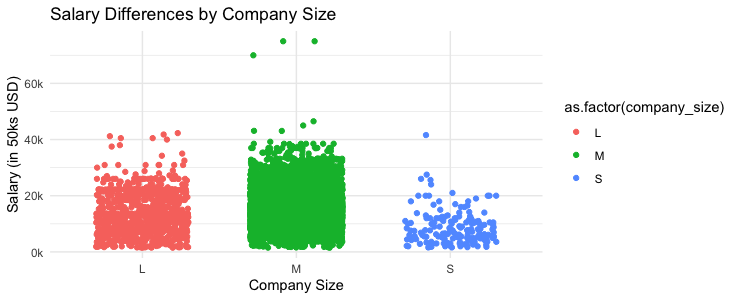 Salary Differences by Company Size
Salary (in 50ks USD)
60k
40k
20k
0k
L
M
S
Company Size
as.factor(company_size)
L
M
S